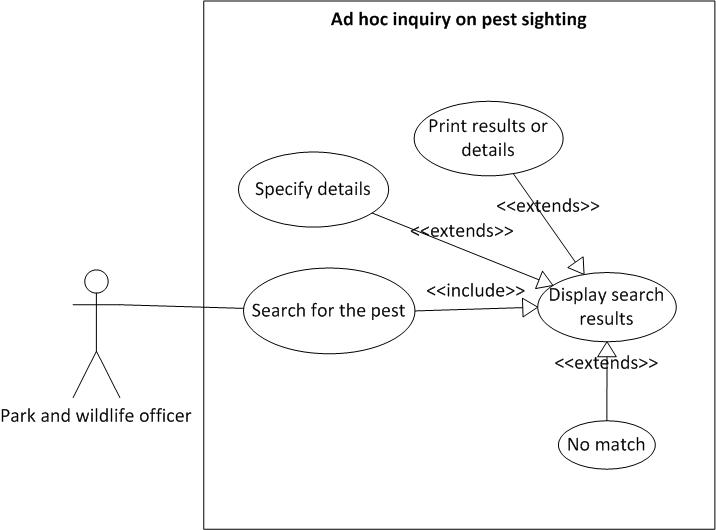 Ad hoc inquiry on pest sighting
Print results or
details
Specify details
<<extends>>
<<extends>>
<<include>>
Search for the pest
Display search
results
<<extends>>
Park and wildlife officer
No match